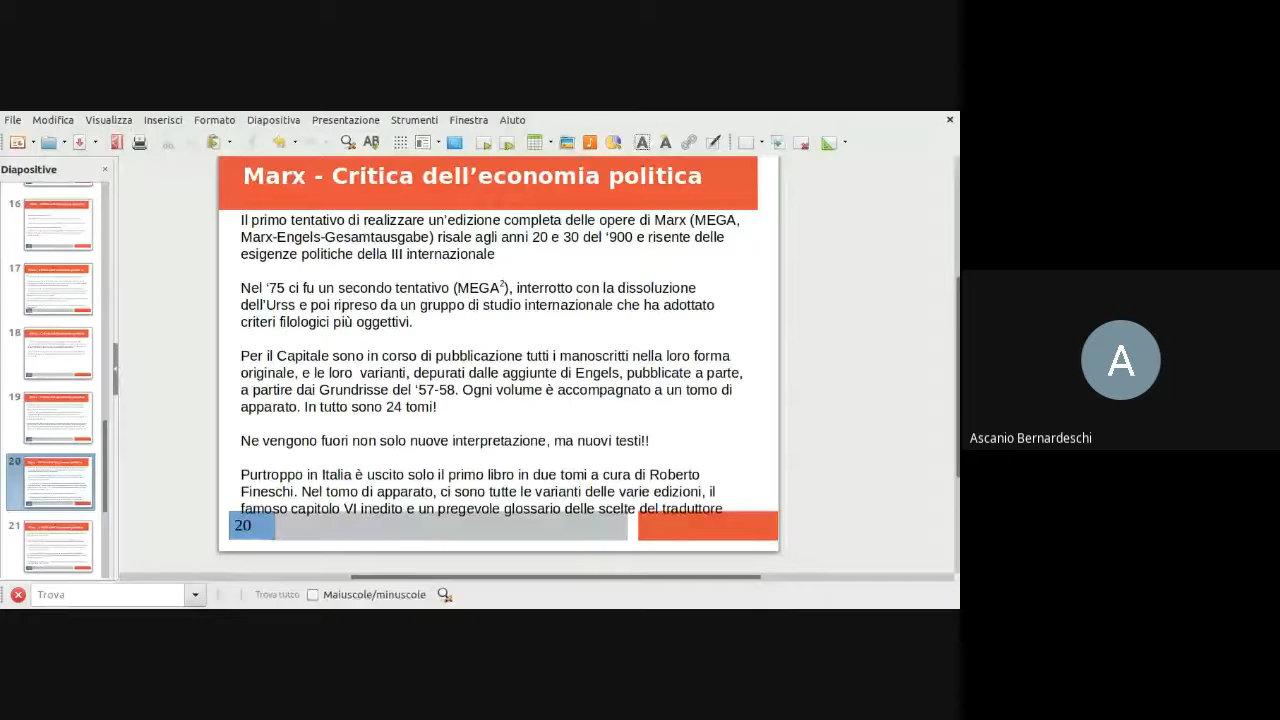 File Modifica Visualizza Inserisci Formato Diapositiva Presentazione Strumenti Finestra Aiuto
Diapositive
16
17
18
19
20
21
Marx - Critica dell’economia politica
Il primo tentativo di realizzare un’edizione completa delle opere di Marx (MEGA,
Marx-Engels-Gesamtausgabe) risale agli anni 20 e 30 del ‘900 e risente delle
esigenze politiche della III internazionale
Nel ‘75 ci fu un secondo tentativo (MEGA²), interrotto con la dissoluzione
dell’Urss e poi ripreso da un gruppo di studio internazionale che ha adottato
criteri filologici più oggettivi.
Per il Capitale sono in corso di pubblicazione tutti i manoscritti nella loro forma
originale, e le loro varianti, depurati dalle aggiunte di Engels, pubblicate a parte,
a partire dai Grundrisse del ‘57-58. Ogni volume è accompagnato a un tomo di
apparato. In tutto sono 24 tomi!
Ne vengono fuori non solo nuove interpretazione, ma nuovi testi!!
Purtroppo in Italia è uscito solo il primo libro in due tomi a cura di Roberto
Fineschi. Nel tomo di apparato, ci sono tutte le varianti delle varie edizioni, il
famoso capitolo VI inedito e un pregevole glossario delle scelte del traduttore
20
Trova Trova tutto Maiuscole/minuscole
A
Ascanio Bernardeschi